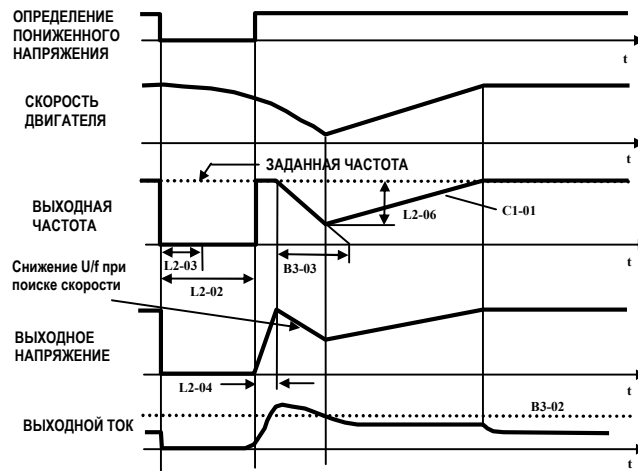 ОПРЕДЕЛЕНИЕ
ПОНИЖЕННОГО
НАПРЯЖЕНИЯ
t
СКОРОСТЬ
ДВИГАТЕЛЯ
t
ЗАДАННАЯ ЧАСТОТА
ВЫХОДНАЯ
ЧАСТОТА
L2-06
C1-01
t
L2-03
B3-03
L2-02
Снижение U/f при
поиске скорости
ВЫХОДНОЕ
НАПРЯЖЕНИЕ
t
L2-04
B3-02
ВЫХОДНОЙ ТОК
t